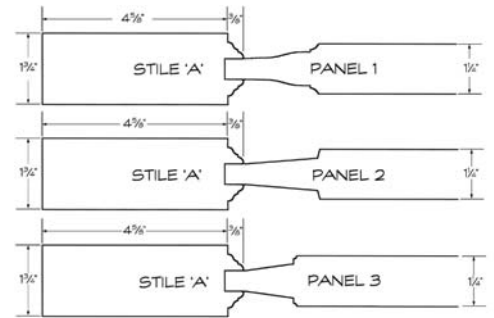 4⅝" ⅜"
1¾" STILE 'A' PANEL 1 1¼"
4⅝" ⅜"
1¾" STILE 'A' PANEL 2 1¼"
4⅝" ⅜"
1¾" STILE 'A' PANEL 3 1¼"